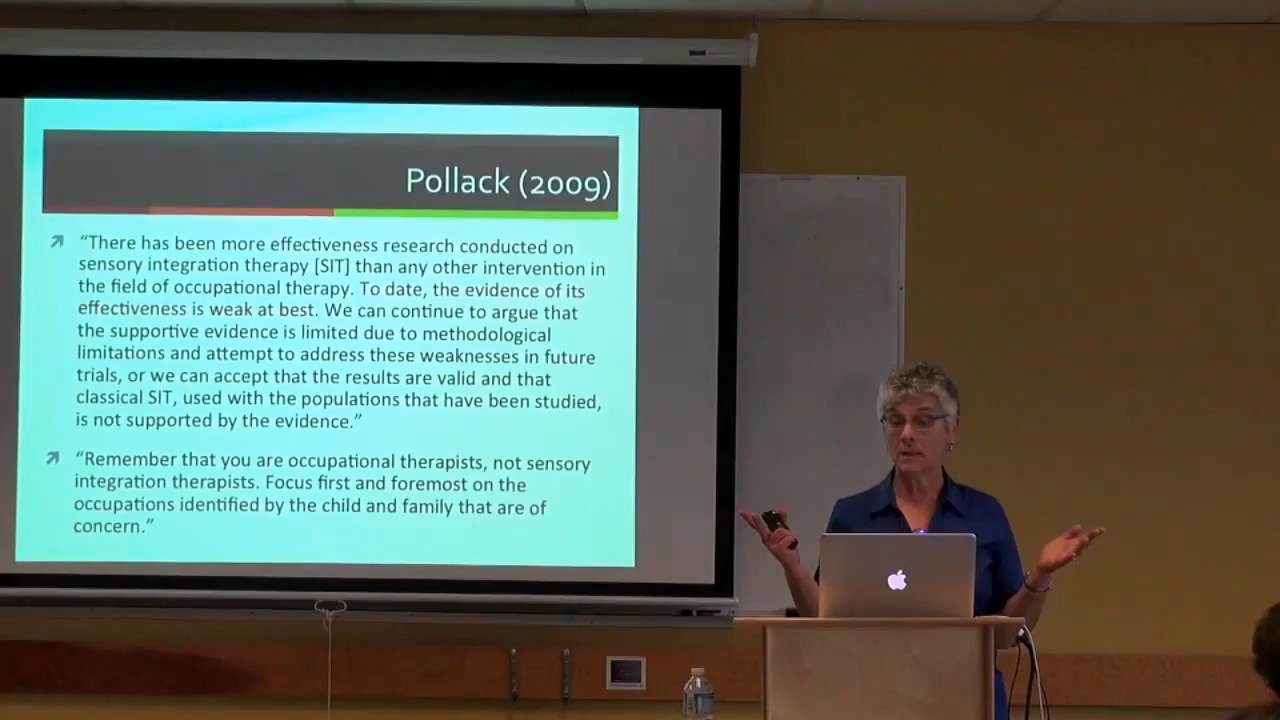 Pollack (2009)
“There has been more effectiveness research conducted on
sensory integration therapy [SIT] than any other intervention in
the field of occupational therapy. To date, the evidence of its
effectiveness is weak at best. We can continue to argue that
the supportive evidence is limited due to methodological
limitations and attempt to address these weaknesses in future
trials, or we can accept that the results are valid and that
classical SIT, used with the populations that have been studied,
is not supported by the evidence.”
“Remember that you are occupational therapists, not sensory
integration therapists. Focus first and foremost on the
occupations identified by the child and family that are of
concern.”